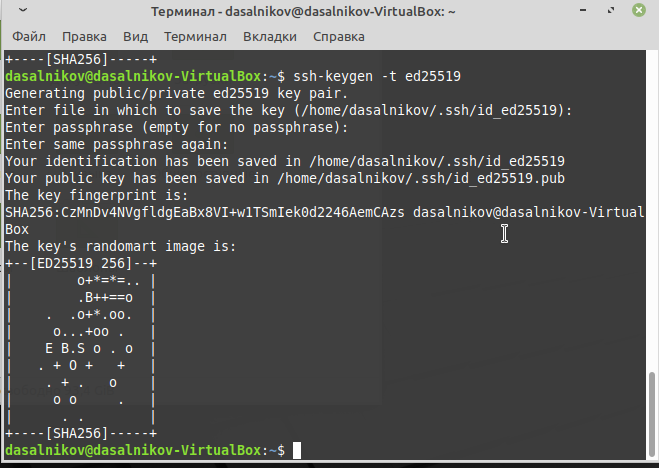 Терминал - dasalnikov@dasalnikov-VirtualBox: ~
Файл Правка Вид Терминал Вкладки Справка
+----[SHA256]-----+
dasalnikov@dasalnikov-VirtualBox:~$ ssh-keygen -t ed25519
Generating public/private ed25519 key pair.
Enter file in which to save the key (/home/dasalnikov/.ssh/id_ed25519):
Enter passphrase (empty for no passphrase):
Enter same passphrase again:
Your identification has been saved in /home/dasalnikov/.ssh/id_ed25519
Your public key has been saved in /home/dasalnikov/.ssh/id_ed25519.pub
The key fingerprint is:
SHA256:CzMnDv4NVgfldgEaBx8VI+w1TSmIek0d2246AemCAzs dasalnikov@dasalnikov-Virtual
Box
The key's randomart image is:
+--[ED25519 256]--+
|        o+*=*=.. |
|        .B++==o  |
|    .  .o+*.oo.  |
|     o...+oo .   |
|    E B.S o . o  |
|   . + O +   +   |
|    . + .   o    |
|     o o     .   |
|      . .        |
+----[SHA256]-----+
dasalnikov@dasalnikov-VirtualBox:~$